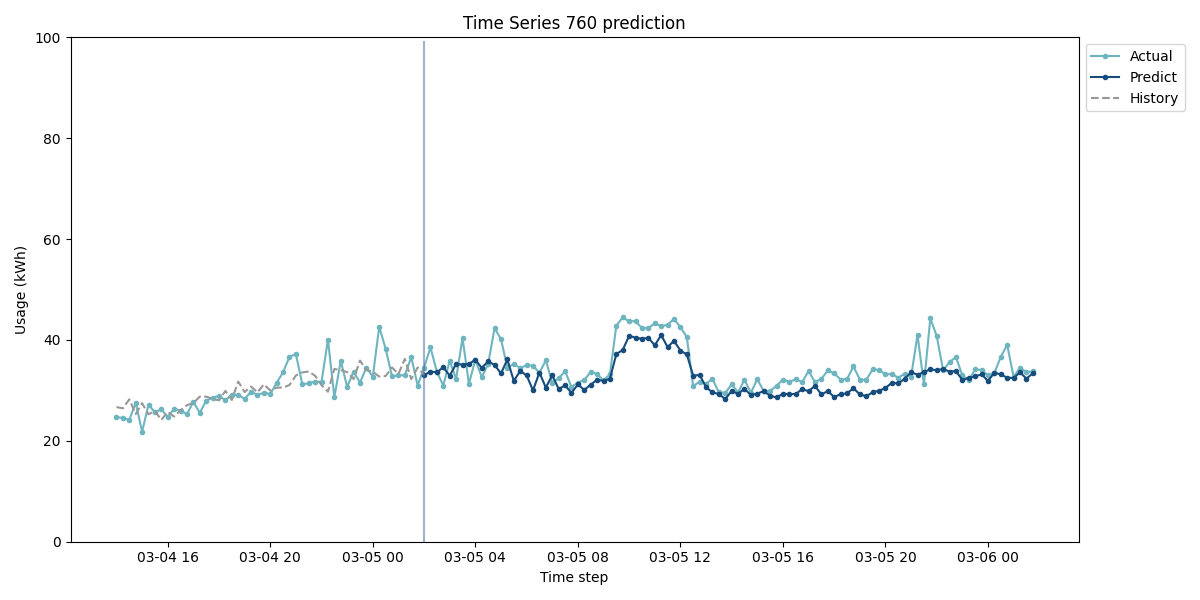 Time Series 760 prediction
Usage (kWh)
100
80
60
40
20
0
03-04 16
03-04 20
03-05 00
03-05 04
03-05 08
03-05 12
03-05 16
03-05 20
03-06 00
Time step
Actual
Predict
History